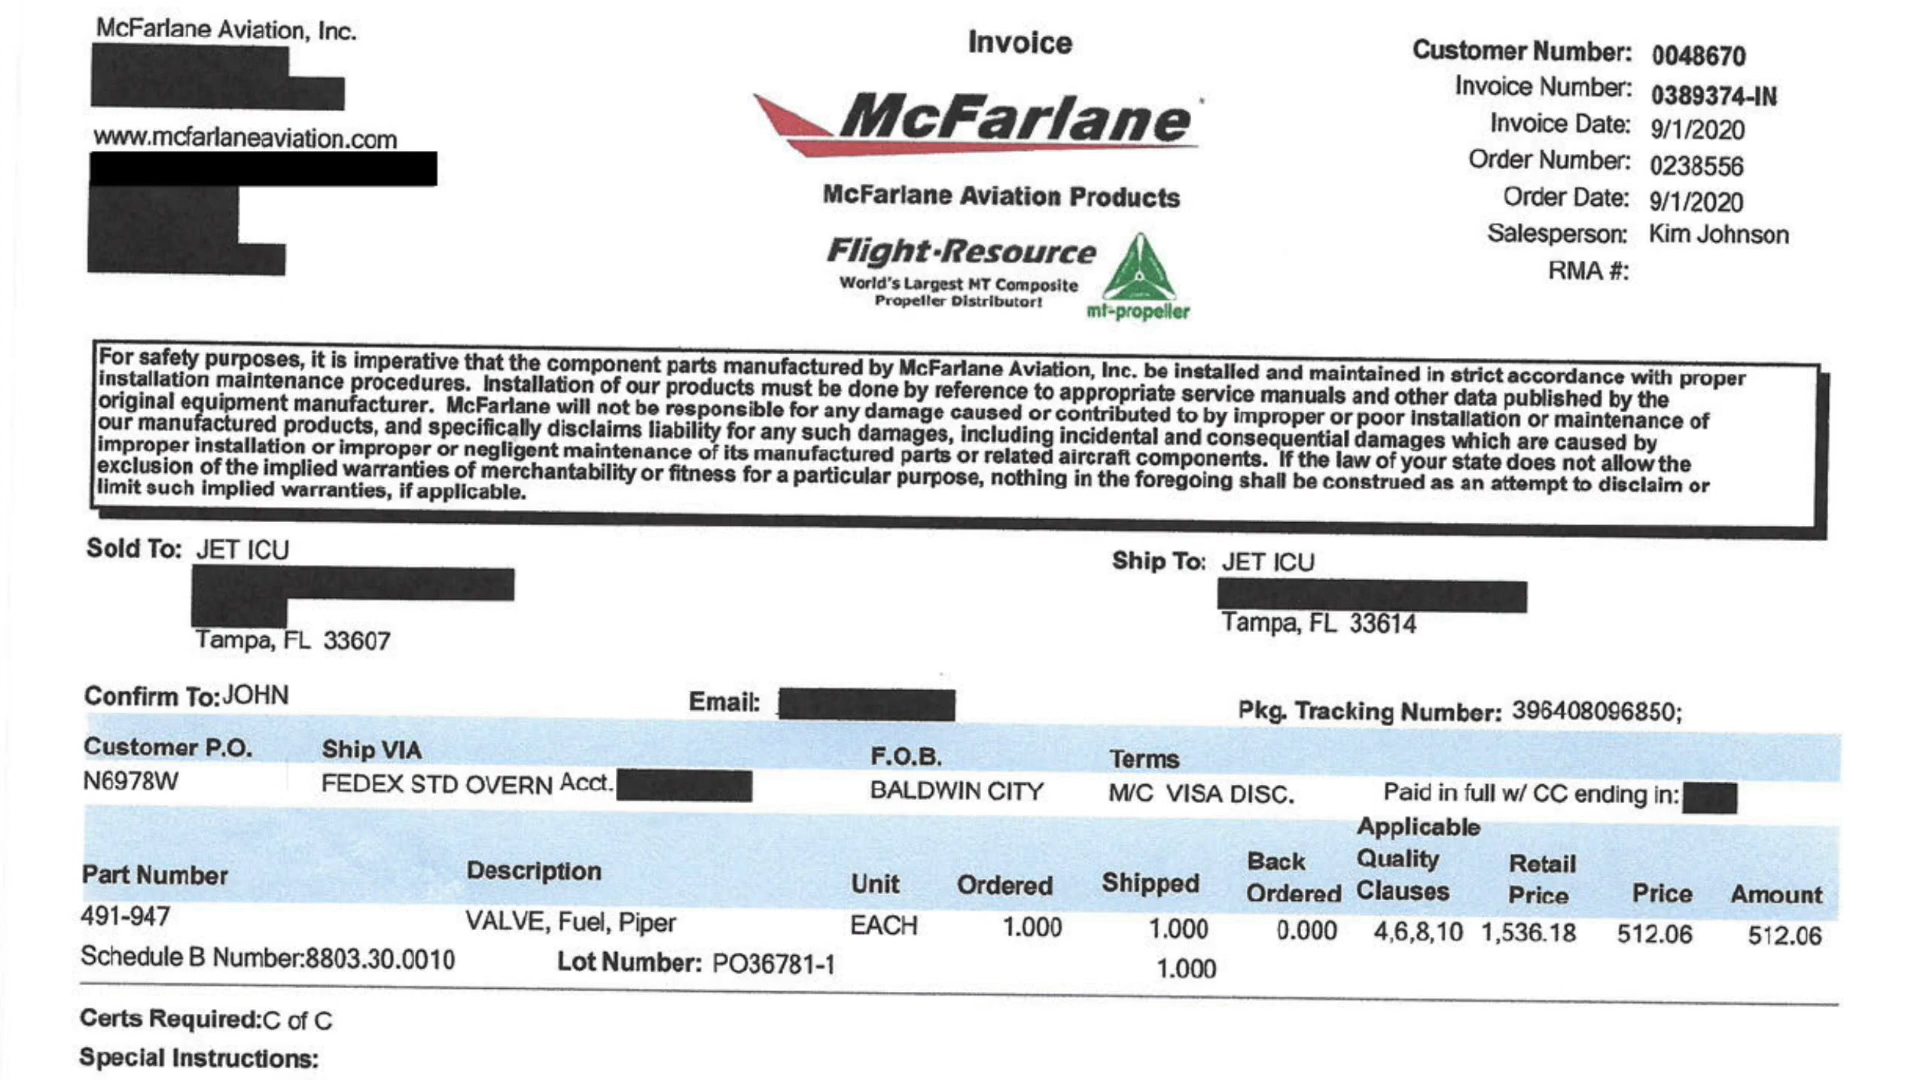 McFarlane Aviation, Inc.
www.mcfarlaneaviation.com
Invoice
McFarlane
McFarlane Aviation Products
Flight-Resource
World's Largest MT Composite
Propeller Distributor!
mt-propeller
Customer Number: 0048670
Invoice Number: 0389374-IN
Invoice Date: 9/1/2020
Order Number: 0238556
Order Date: 9/1/2020
Salesperson: Kim Johnson
RMA #:
For safety purposes, it is imperative that the component parts manufactured by McFarlane Aviation, Inc. be installed and maintained in strict accordance with proper
installation maintenance procedures. Installation of our products must be done by reference to appropriate service manuals and other data published by the
original equipment manufacturer. McFarlane will not be responsible for any damage caused or contributed to by improper or poor installation or maintenance of
our manufactured products, and specifically disclaims liability for any such damages, including incidental and consequential damages which are caused by
improper installation or improper or negligent maintenance of its manufactured parts or related aircraft components. If the law of your state does not allow the
exclusion of the implied warranties of merchantability or fitness for a particular purpose, nothing in the foregoing shall be construed as an attempt to disclaim or
limit such implied warranties, if applicable.
Sold To: JET ICU
Tampa, FL 33607
Ship To: JET ICU
Tampa, FL 33614
Confirm To: JOHN
Email:
Pkg. Tracking Number: 396408096850;
Customer P.O. Ship VIA F.O.B. Terms
N6978W FEDEX STD OVERN Acct. BALDWIN CITY M/C VISA DISC. Paid in full w/ CC ending in:
Part Number Description Unit Ordered Shipped Back Ordered Applicable Quality Clauses Retail Price Price Amount
491-947 VALVE, Fuel, Piper EACH 1.000 1.000 0.000 4,6,8,10 1,536.18 512.06 512.06
Schedule B Number:8803.30.0010 Lot Number: PO36781-1 1.000
Certs Required:C of C
Special Instructions: